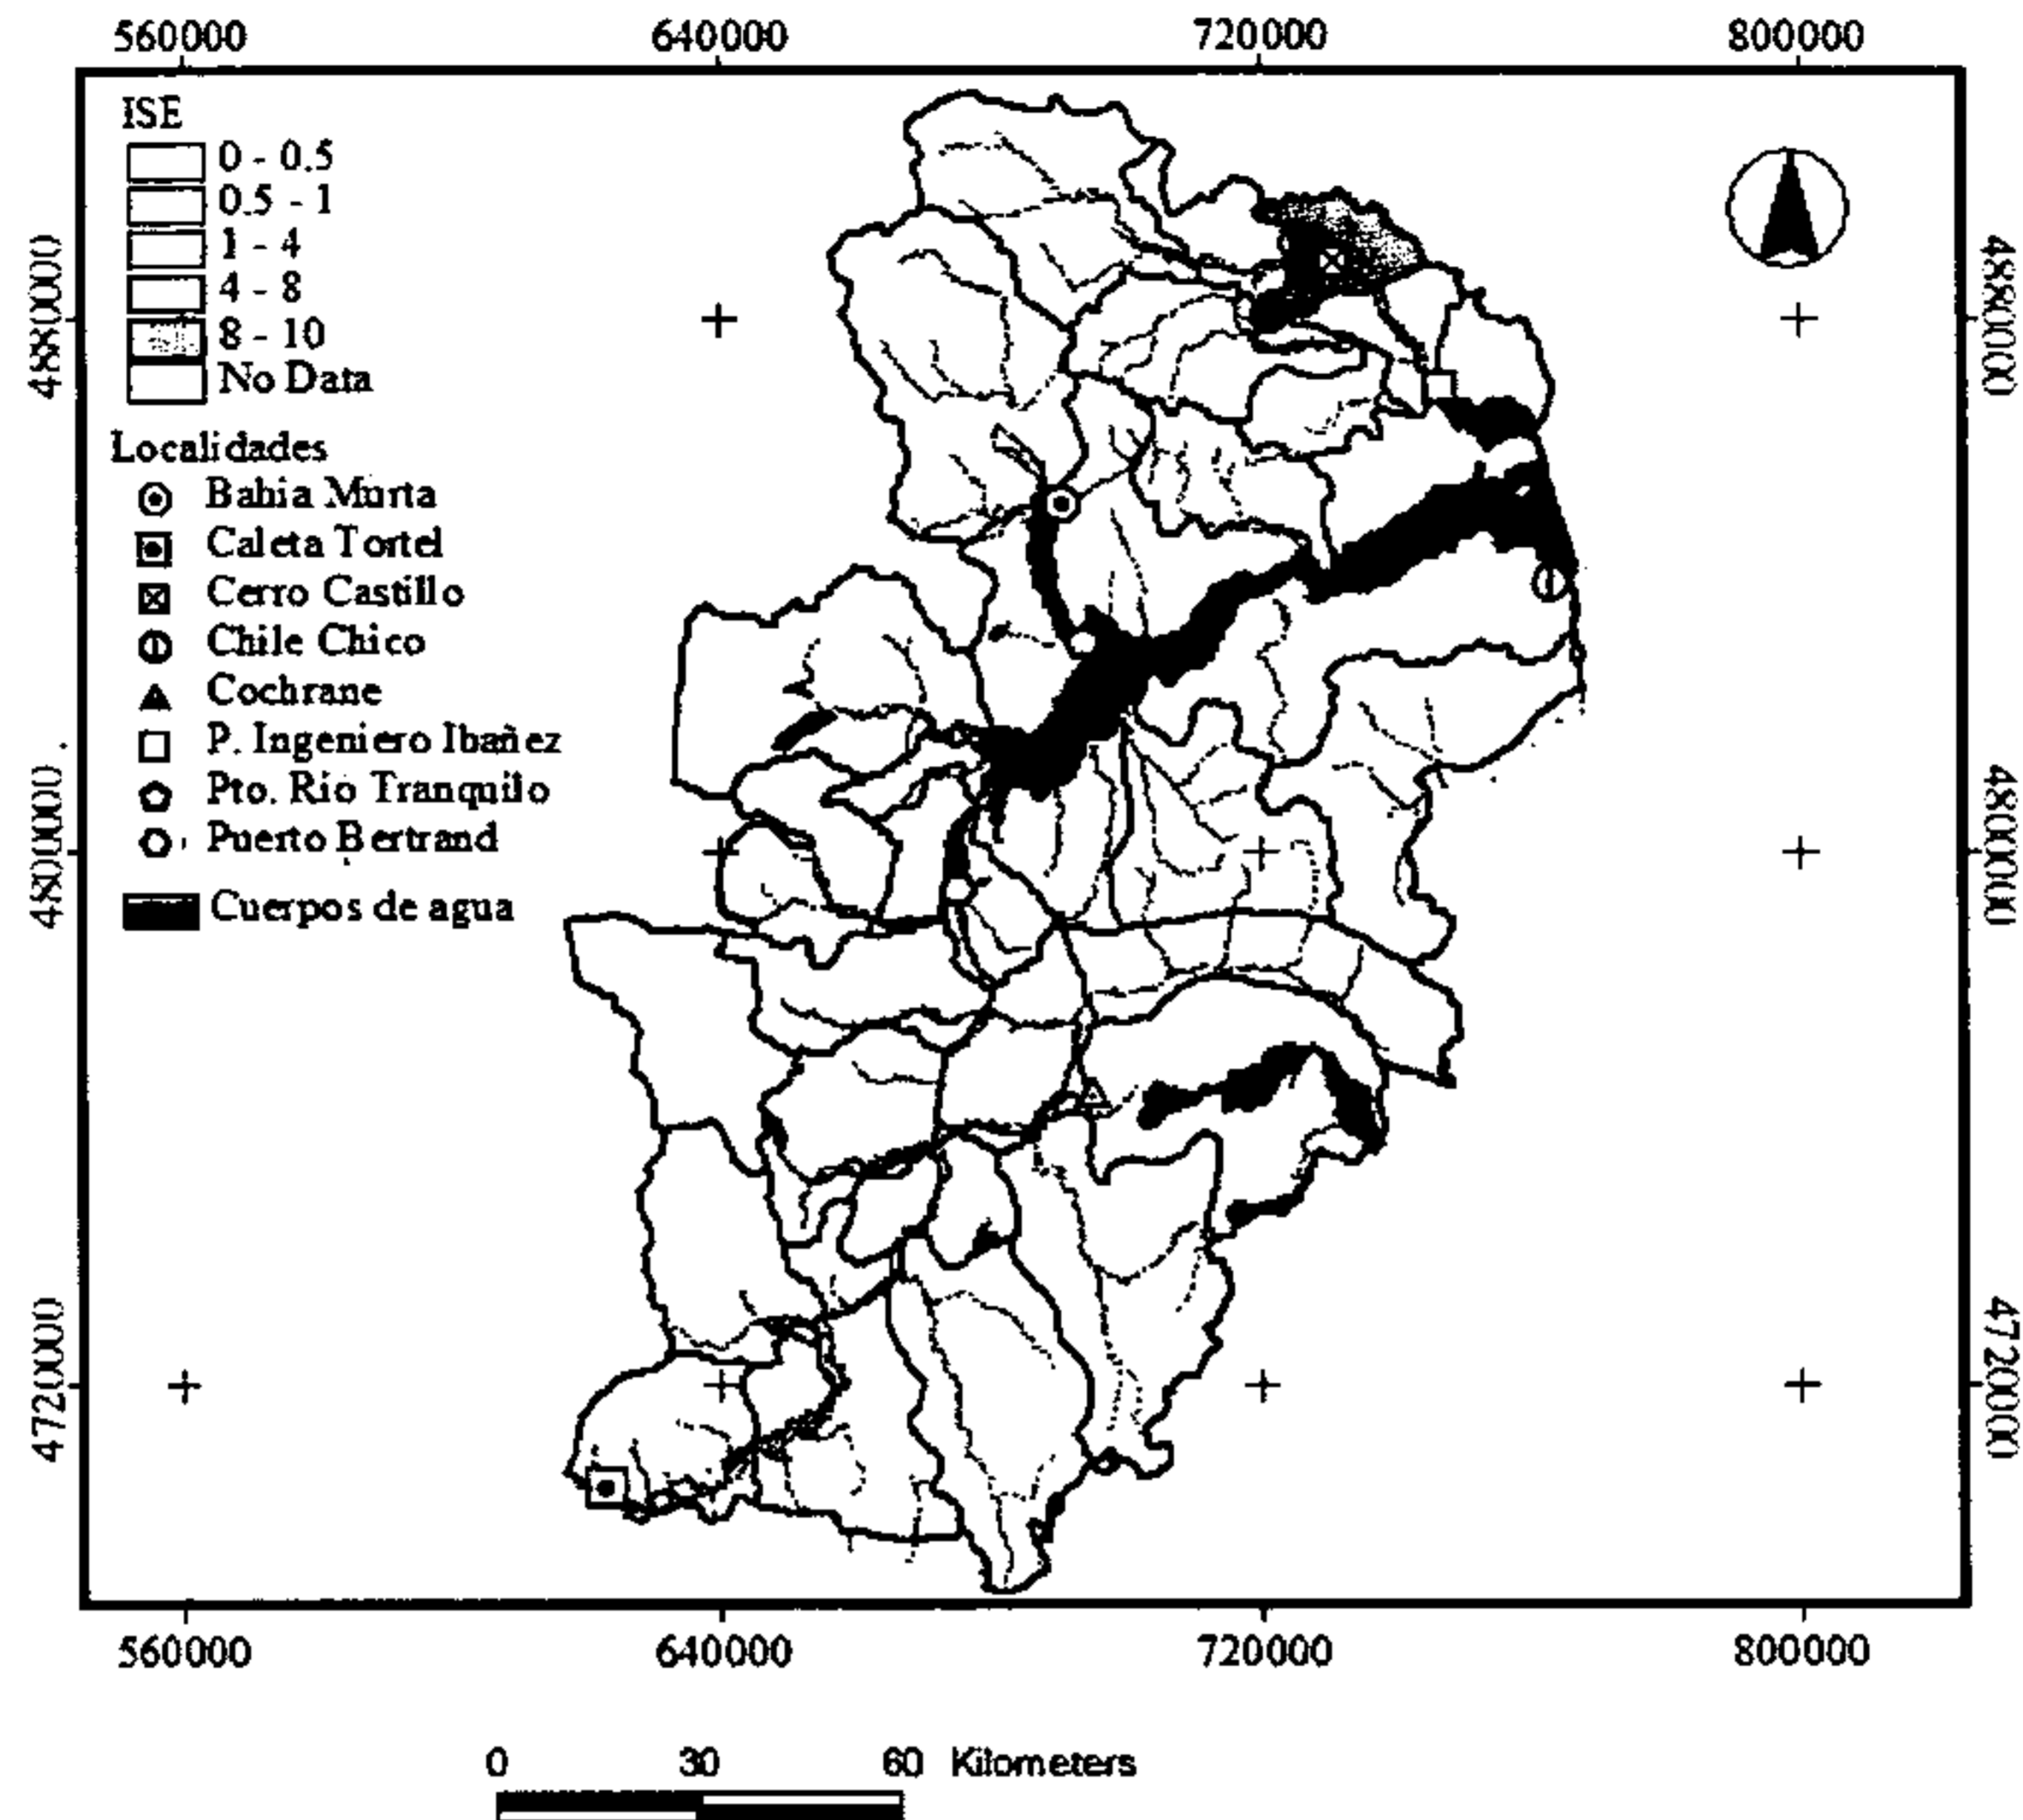 560000 640000 720000 800000
ISE
0 - 0.5
0.5 - 1
1 - 4
4 - 8
8 - 10
No Data
Localidades
Bahia Murta
Caleta Tortel
Cerro Castillo
Chile Chico
Cochrane
P. Ingeniero Ibañez
Pto. Rio Tranquilo
Puerto Bertrand
Cuerpos de agua
4880000
4800000
4720000
4880000
4800000
4720000
560000 640000 720000 800000
0 30 60 Kilometers